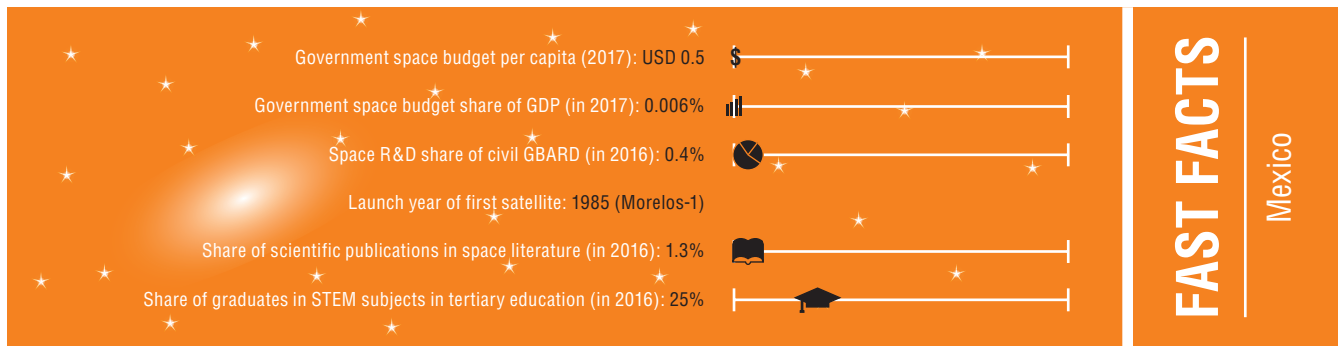 Government space budget per capita (2017): USD 0.5
$
Government space budget share of GDP (in 2017): 0.006%
Space R&D share of civil GBARD (in 2016): 0.4%
Launch year of first satellite: 1985 (Morelos-1)
Share of scientific publications in space literature (in 2016): 1.3%
Share of graduates in STEM subjects in tertiary education (in 2016): 25%
FAST FACTS
Mexico